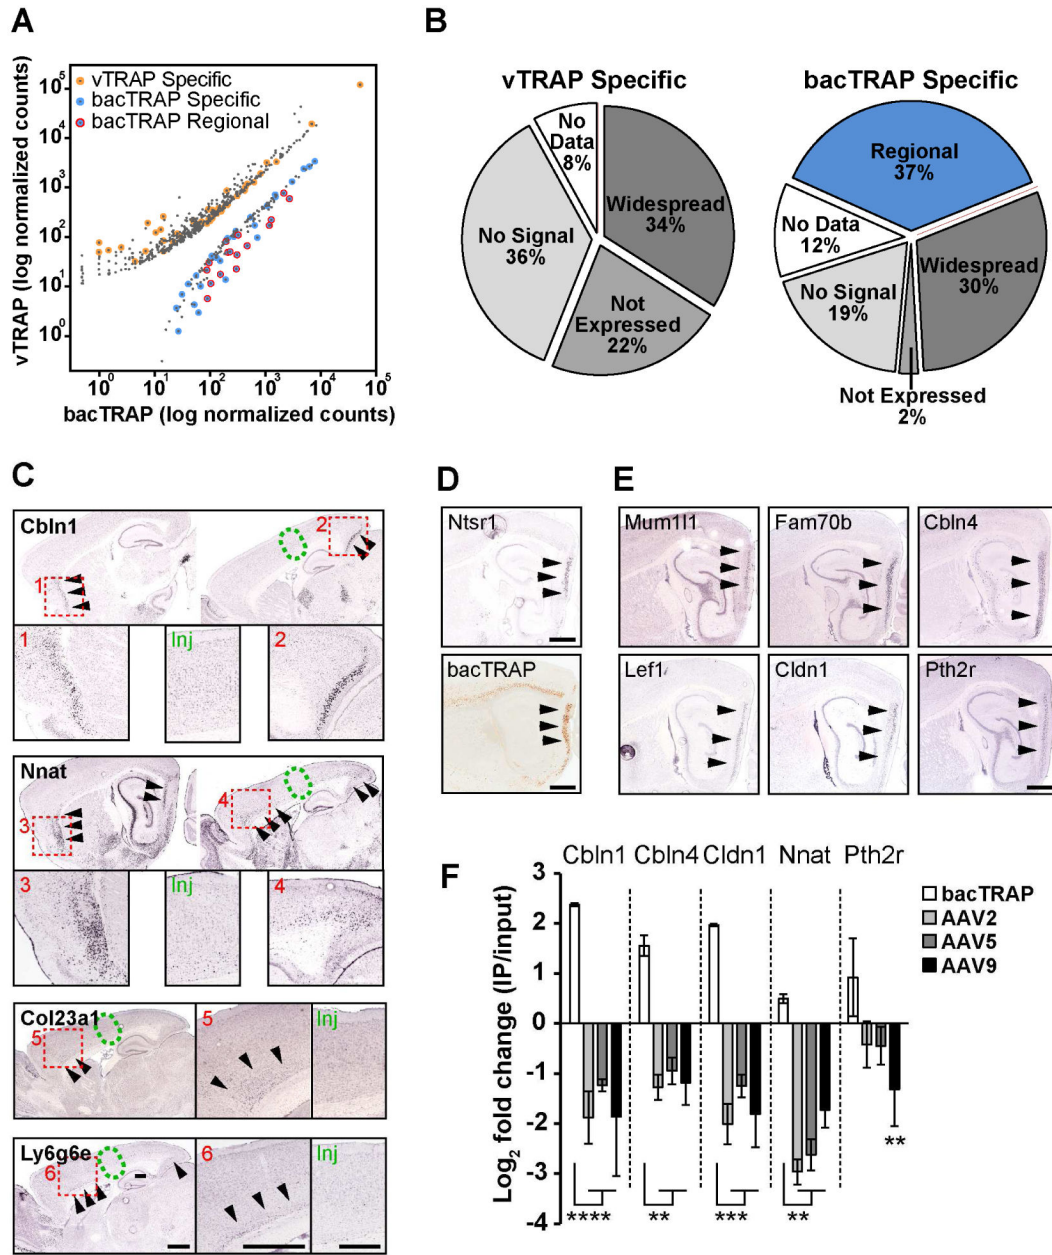 A
vTRAP (log normalized counts)
10^5
10^4
10^3
10^2
10^1
10^0
vTRAP Specific
bacTRAP Specific
bacTRAP Regional
10^0 10^1 10^2 10^3 10^4 10^5
bacTRAP (log normalized counts)
B
vTRAP Specific
No
Data
8%
Widespread
34%
No Signal
36%
Not
Expressed
22%
bacTRAP Specific
Regional
37%
No Data
12%
Widespread
30%
No Signal
19%
Not Expressed
2%
C
Cbln1
1
2
1
Inj
2
Nnat
3
4
3
Inj
4
Col23a1
5
5
Inj
Ly6g6e
6
6
Inj
D
Ntsr1
bacTRAP
E
Mum1l1
Fam70b
Cbln4
Lef1
Cldn1
Pth2r
F
Cbln1 Cbln4 Cldn1 Nnat Pth2r
Log2 fold change (IP/input)
3
2
1
0
-1
-2
-3
-4
bacTRAP
AAV2
AAV5
AAV9
**
**** ** *** **